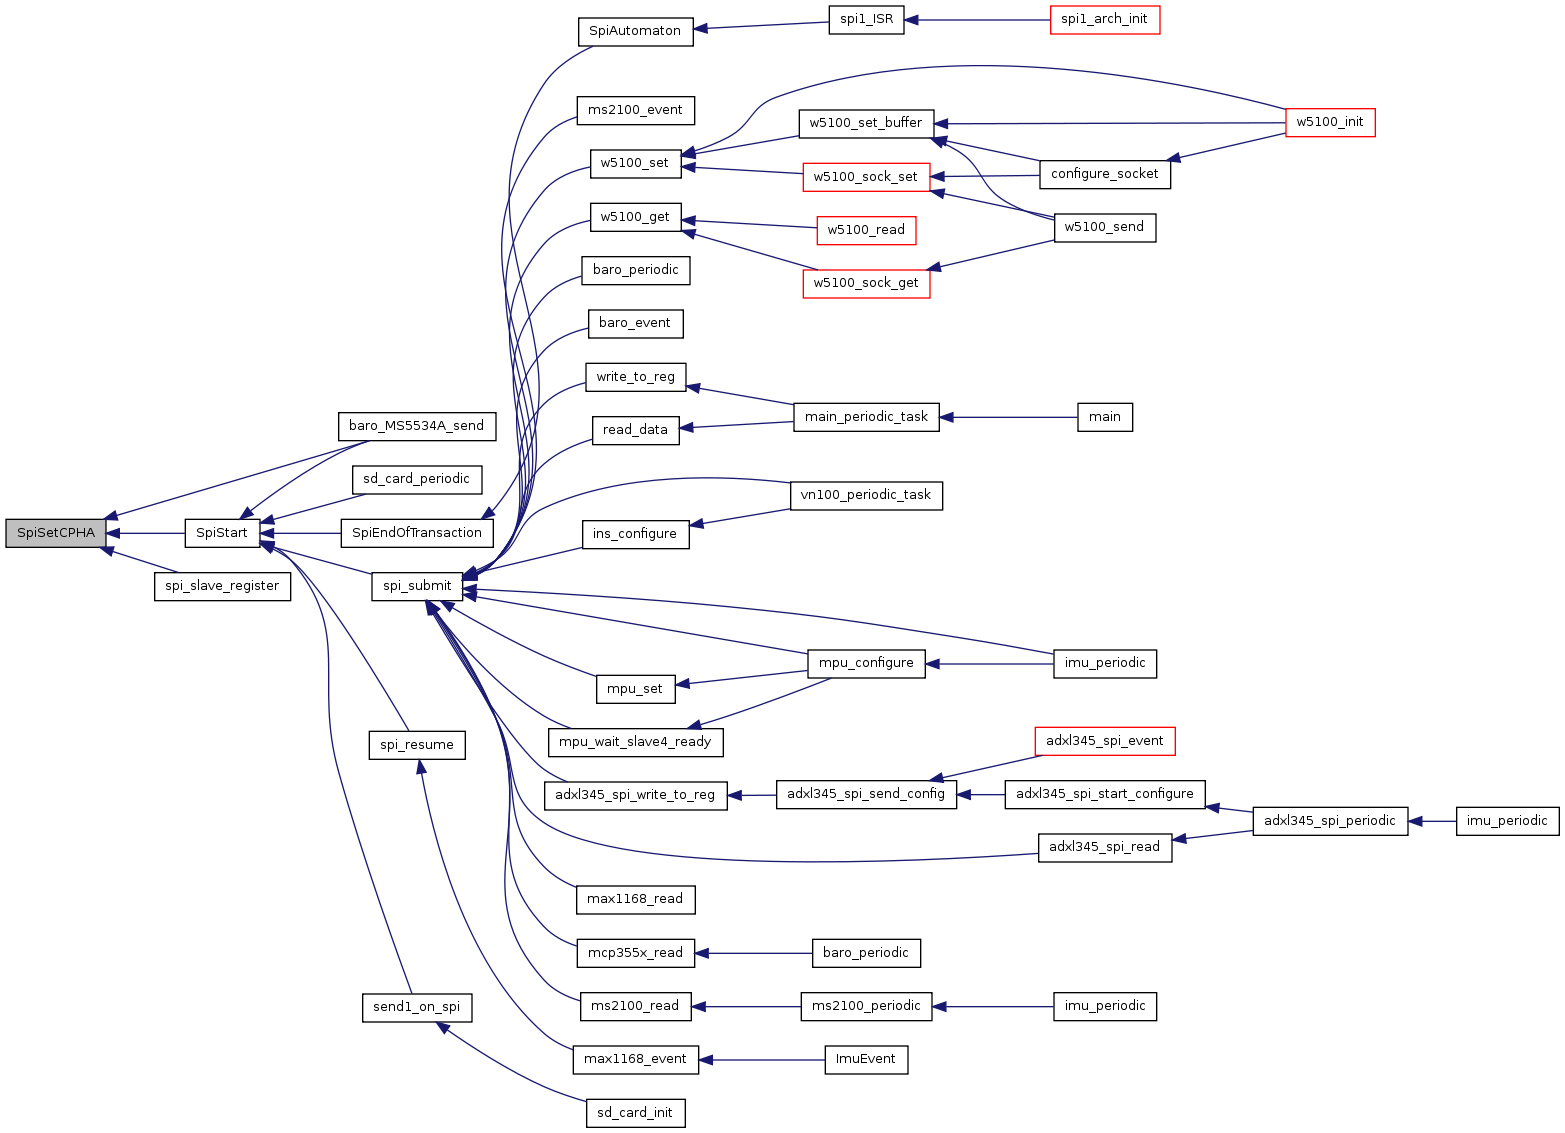 SpiSetCPHA
baro_MS5534A_send
SpiStart
sd_card_periodic
SpiEndOfTransaction
spi_slave_register
spi_submit
spi_resume
send1_on_spi
SpiAutomaton
spi1_ISR
spi1_arch_init
ms2100_event
w5100_set
w5100_set_buffer
w5100_init
w5100_sock_set
configure_socket
w5100_get
w5100_read
w5100_send
w5100_sock_get
baro_periodic
baro_event
write_to_reg
read_data
main_periodic_task
main
vn100_periodic_task
ins_configure
mpu_configure
imu_periodic
mpu_set
mpu_wait_slave4_ready
adxl345_spi_write_to_reg
adxl345_spi_send_config
adxl345_spi_event
adxl345_spi_start_configure
adxl345_spi_read
adxl345_spi_periodic
imu_periodic
max1168_read
mcp355x_read
baro_periodic
ms2100_read
ms2100_periodic
imu_periodic
max1168_event
ImuEvent
sd_card_init